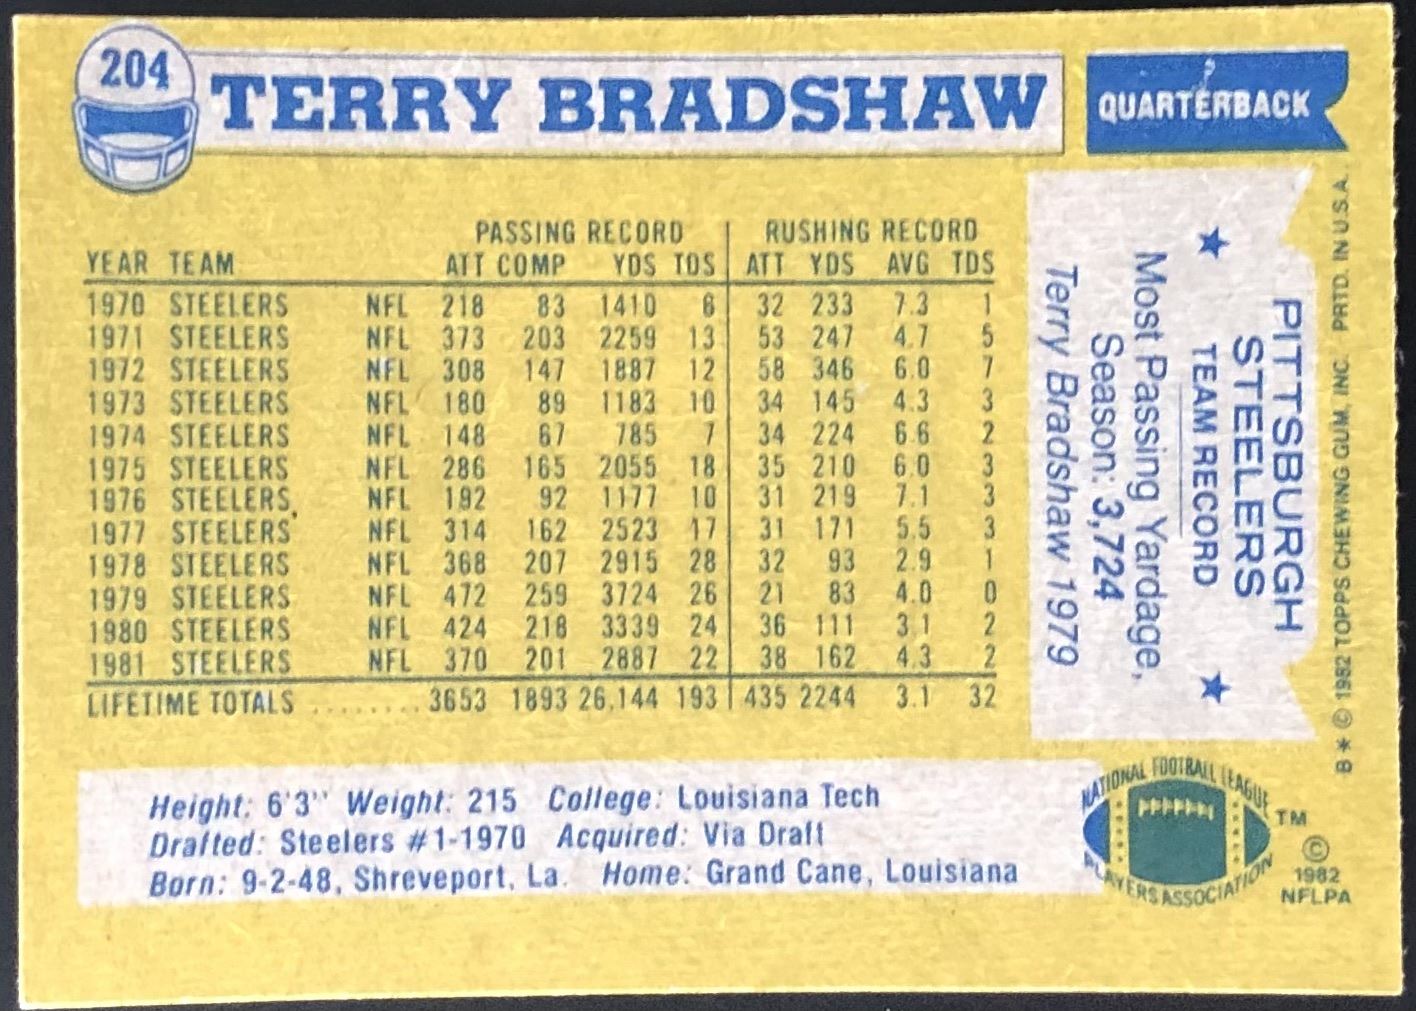 204
TERRY BRADSHAW
QUARTERBACK
PASSING RECORD RUSHING RECORD
YEAR TEAM ATT COMP YDS TDS ATT YDS AVG TDS
1970 STEELERS NFL 218 83 1410 6 32 233 7.3 1
1971 STEELERS NFL 373 203 2259 13 53 247 4.7 5
1972 STEELERS NFL 308 147 1887 12 58 346 6.0 7
1973 STEELERS NFL 180 89 1183 10 34 145 4.3 3
1974 STEELERS NFL 148 67 785 7 34 224 6.6 2
1975 STEELERS NFL 286 165 2055 18 35 210 6.0 3
1976 STEELERS NFL 192 92 1177 10 31 219 7.1 3
1977 STEELERS NFL 314 162 2523 17 31 171 5.5 3
1978 STEELERS NFL 368 207 2915 28 32 93 2.9 1
1979 STEELERS NFL 472 259 3724 26 21 83 4.0 0
1980 STEELERS NFL 424 218 3339 24 36 111 3.1 2
1981 STEELERS NFL 370 201 2887 22 38 162 4.3 2
LIFETIME TOTALS ........ 3653 1893 26,144 193 435 2244 3.1 32
PITTSBURGH
STEELERS
★ TEAM RECORD ★
Most Passing Yardage,
Season: 3,724
Terry Bradshaw 1979
B* © 1982 TOPPS CHEWING GUM, INC. PRTD. IN U.S.A.
Height: 6'3" Weight: 215 College: Louisiana Tech
Drafted: Steelers #1-1970 Acquired: Via Draft
Born: 9-2-48, Shreveport, La. Home: Grand Cane, Louisiana
NATIONAL FOOTBALL LEAGUE
PLAYERS ASSOCIATION
TM
©
1982
NFLPA